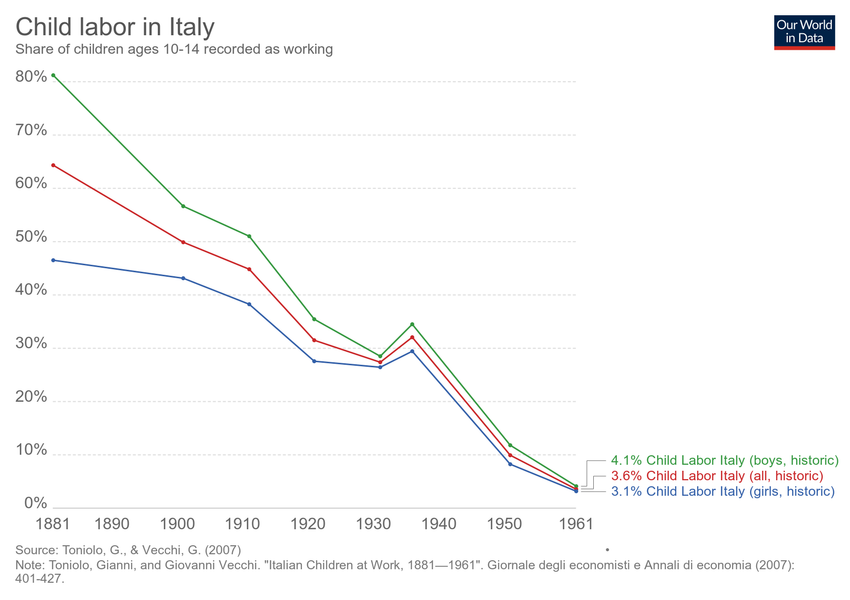 Child labor in Italy
Share of children ages 10-14 recorded as working
Our World
in Data
80%
70%
60%
50%
40%
30%
20%
10%
0%
1881 1890 1900 1910 1920 1930 1940 1950 1961
4.1% Child Labor Italy (boys, historic)
3.6% Child Labor Italy (all, historic)
3.1% Child Labor Italy (girls, historic)
Source: Toniolo, G., & Vecchi, G. (2007)
Note: Toniolo, Gianni, and Giovanni Vecchi. "Italian Children at Work, 1881—1961". Giornale degli economisti e Annali di economia (2007):
401-427.